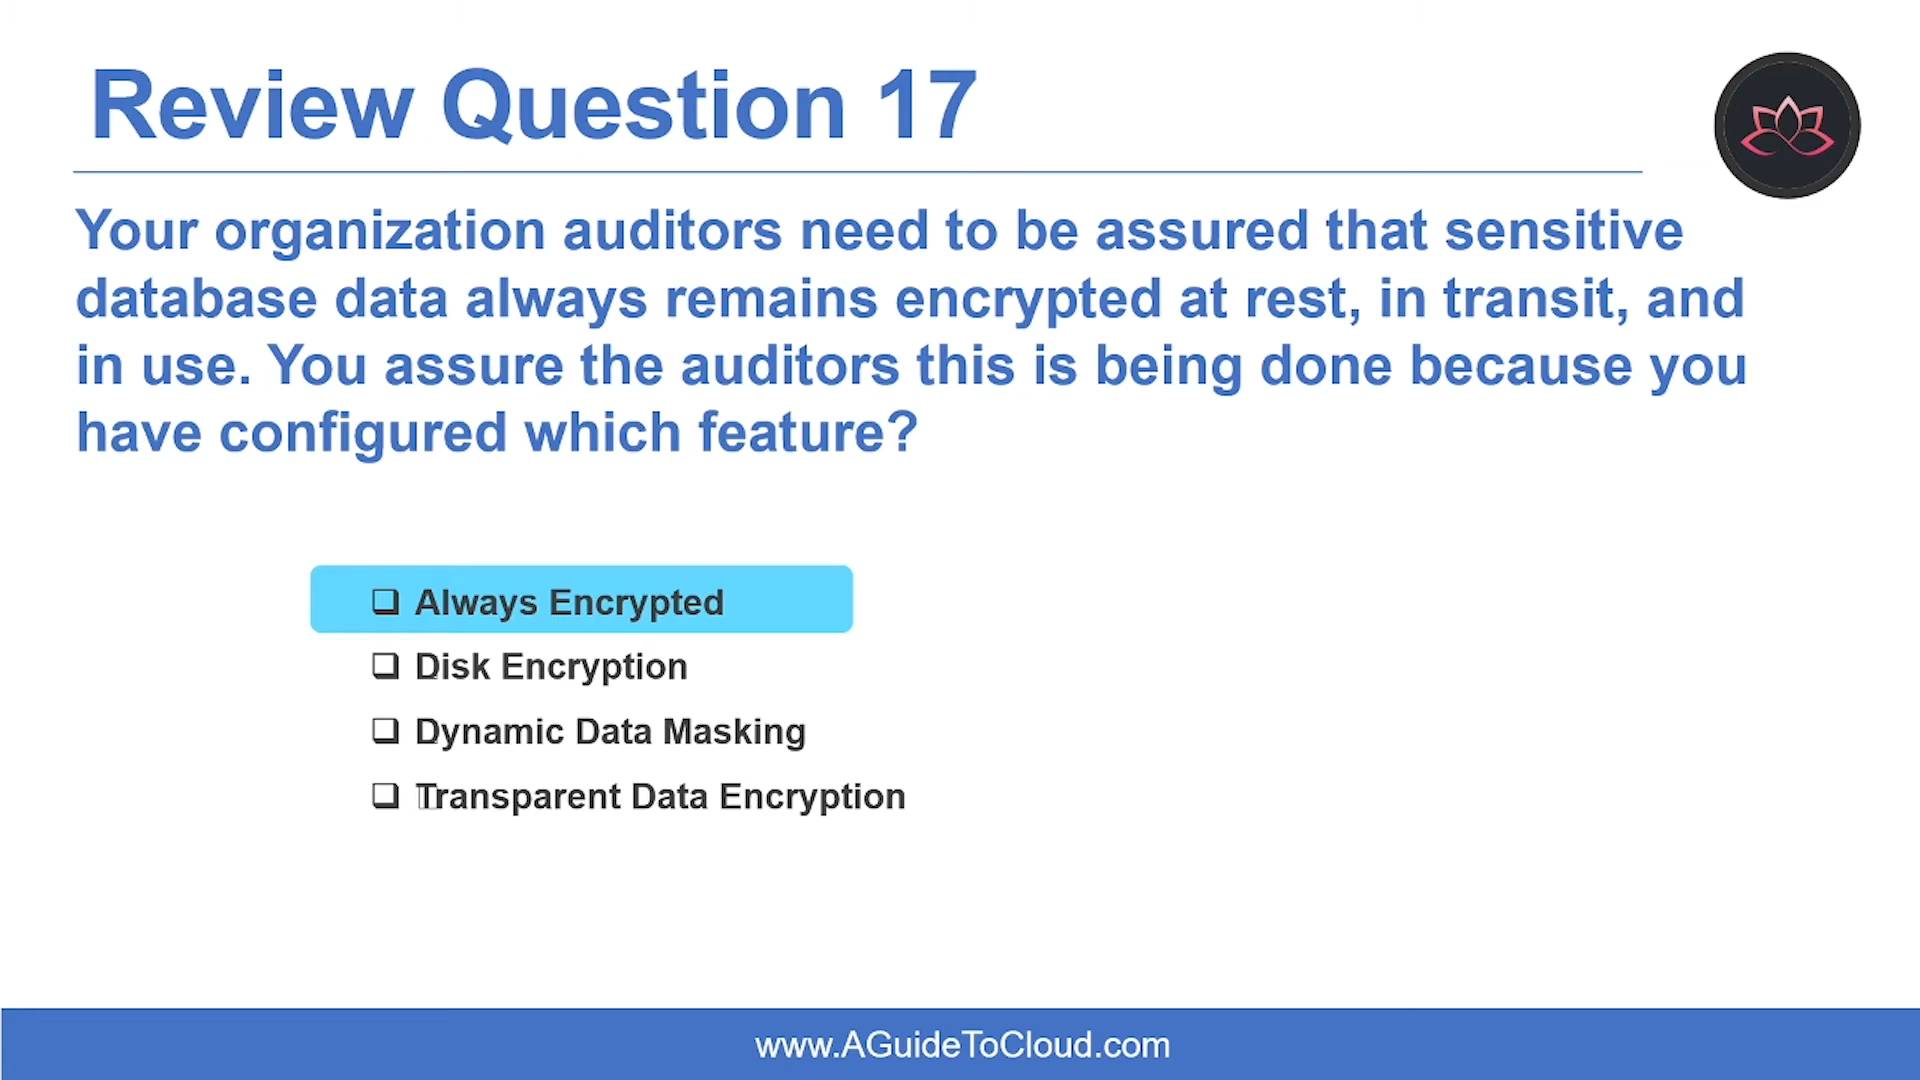 Review Question 17
Your organization auditors need to be assured that sensitive
database data always remains encrypted at rest, in transit, and
in use. You assure the auditors this is being done because you
have configured which feature?
❑ Always Encrypted
❑ Disk Encryption
❑ Dynamic Data Masking
❑ Transparent Data Encryption
www.AGuideToCloud.com